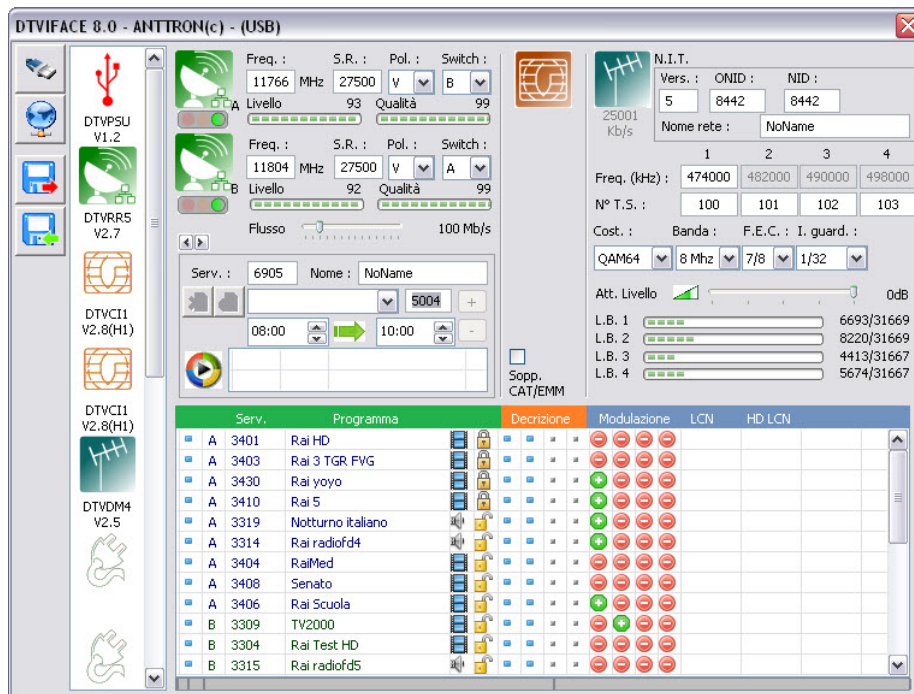 DTVIFACE 8.0 - ANTTRON(c) - (USB)
DTVPSU
V1.2
DTVRR5
V2.7
DTVCI1
V2.8(H1)
DTVCI1
V2.8(H1)
DTVDM4
V2.5
Freq. : S.R. : Pol. : Switch :
11766 MHz 27500 V B
A Livello 93 Qualità 99
Freq. : S.R. : Pol. : Switch :
11804 MHz 27500 V A
B Livello 92 Qualità 99
Flusso 100 Mb/s
Serv. : 6905 Nome : NoName
5004 +
08:00 10:00 -
Sopp.
CAT/EMM
25001
Kb/s
N.I.T.
Vers. : ONID : NID :
5 8442 8442
Nome rete : NoName
1 2 3 4
Freq. (kHz) : 474000 482000 490000 498000
N° T.S. : 100 101 102 103
Cost. : Banda : F.E.C. : I. guard. :
QAM64 8 Mhz 7/8 1/32
Att. Livello 0dB
L.B. 1 6693/31669
L.B. 2 8220/31669
L.B. 3 4413/31667
L.B. 4 5674/31667
Serv. Programma Decrizione Modulazione LCN HD LCN
A 3401 Rai HD
A 3403 Rai 3 TGR FVG
A 3430 Rai yoyo
A 3410 Rai 5
A 3319 Notturno italiano
A 3314 Rai radiofd4
A 3404 RaiMed
A 3408 Senato
A 3406 Rai Scuola
B 3309 TV2000
B 3304 Rai Test HD
B 3315 Rai radiofd5